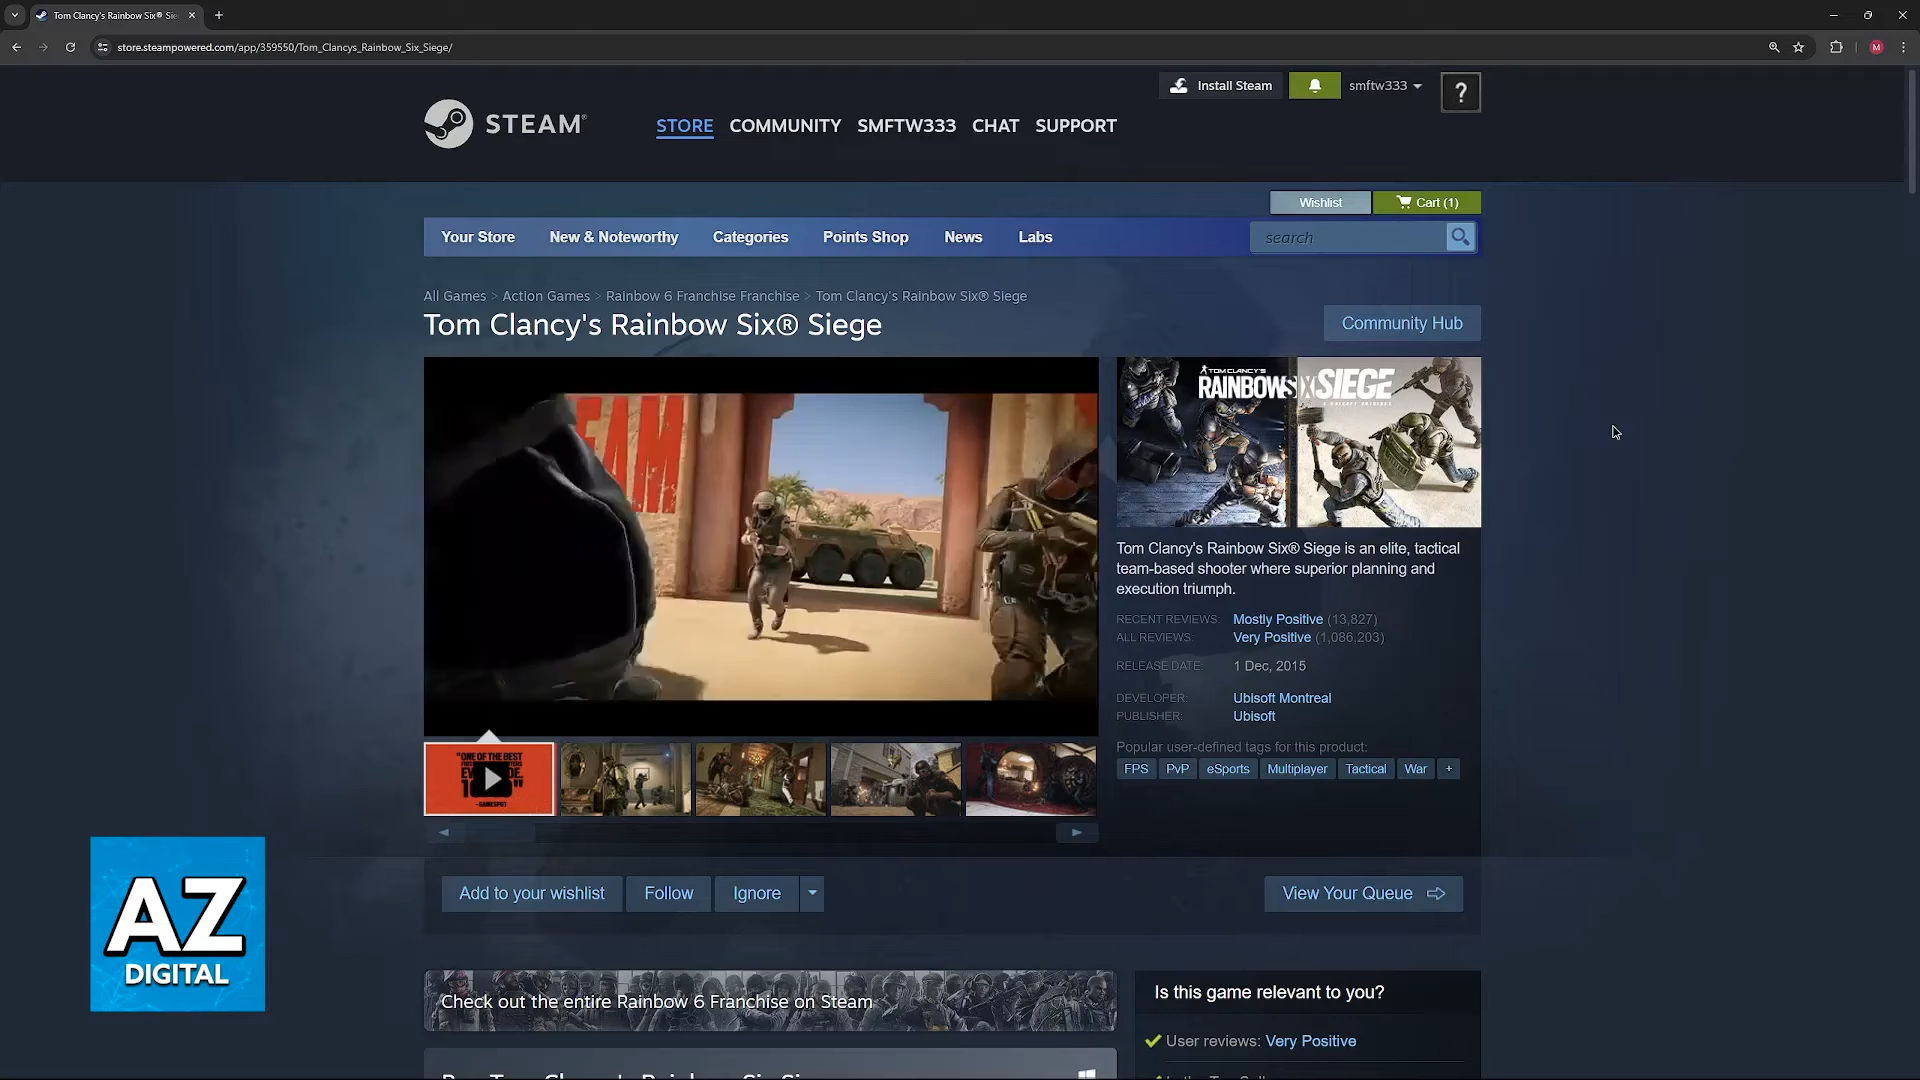 Tom Clancy's Rainbow Six® Sie
store.steampowered.com/app/359550/Tom_Clancys_Rainbow_Six_Siege/
M
Install Steam
smftw333
?
STEAM®
STORE COMMUNITY SMFTW333 CHAT SUPPORT
Wishlist
Cart (1)
Your Store New & Noteworthy Categories Points Shop News Labs
search
All Games > Action Games > Rainbow 6 Franchise Franchise > Tom Clancy's Rainbow Six® Siege
Tom Clancy's Rainbow Six® Siege
Community Hub
EAM
TOM CLANCY'S
RAINBOWSIXSIEGE
Tom Clancy's Rainbow Six® Siege is an elite, tactical
team-based shooter where superior planning and
execution triumph.
RECENT REVIEWS: Mostly Positive (13,827)
ALL REVIEWS: Very Positive (1,086,203)
RELEASE DATE: 1 Dec, 2015
DEVELOPER: Ubisoft Montreal
PUBLISHER: Ubisoft
Popular user-defined tags for this product:
FPS PvP eSports Multiplayer Tactical War +
"ONE OF THE BEST
-GAMESPOT
Add to your wishlist Follow Ignore
View Your Queue
AZ
DIGITAL
Check out the entire Rainbow 6 Franchise on Steam
Is this game relevant to you?
User reviews: Very Positive